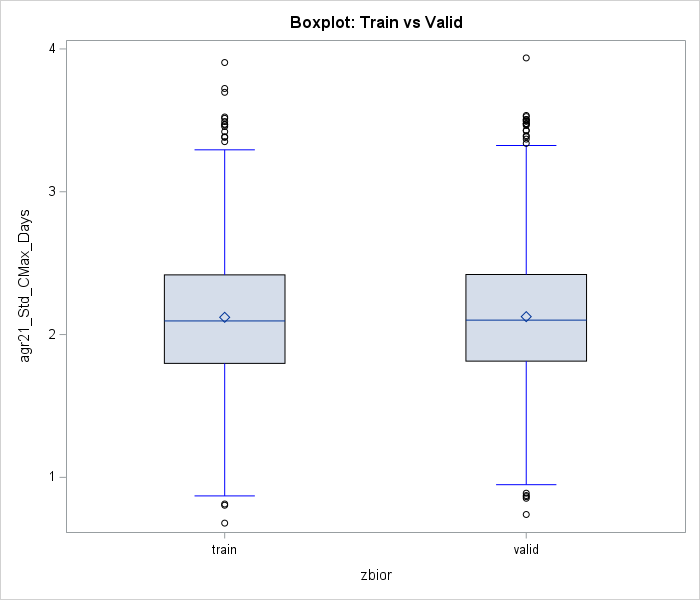 Boxplot: Train vs Valid
4
3
2
1
agr21_Std_CMax_Days
train
valid
zbior